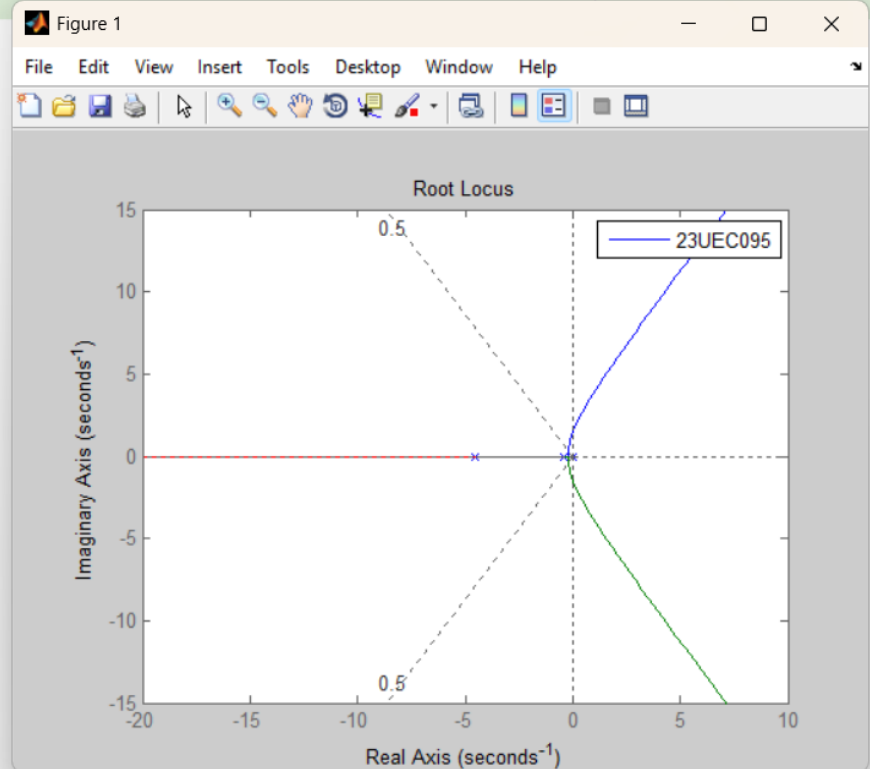 Figure 1
File Edit View Insert Tools Desktop Window Help
Root Locus
23UEC095
0.5
0.5
15
10
5
0
-5
-10
-15
-20 -15 -10 -5 0 5 10
Imaginary Axis (seconds⁻¹)
Real Axis (seconds⁻¹)